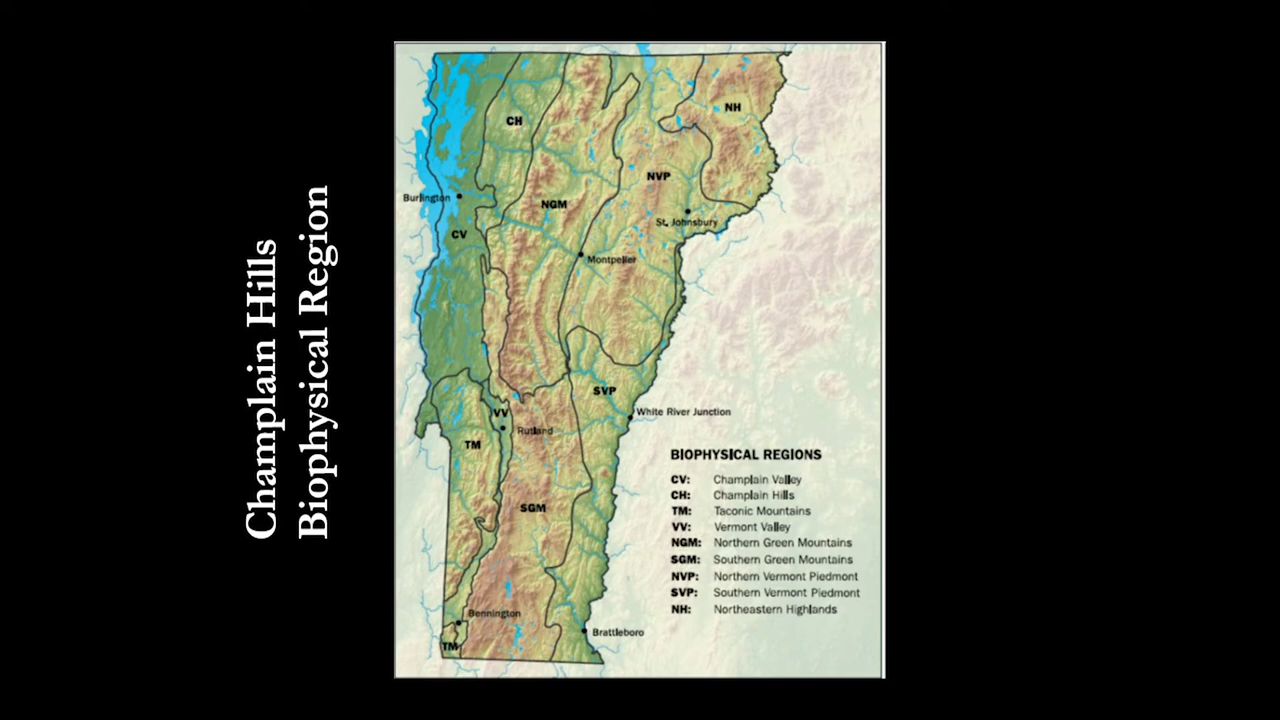 Champlain Hills
Biophysical Region
CH
NH
NVP
Burlington
NGM
St. Johnsbury
CV
Montpelier
SVP
VV
White River Junction
Rutland
TM
SGM
Bennington
Brattleboro
TM
BIOPHYSICAL REGIONS
CV: Champlain Valley
CH: Champlain Hills
TM: Taconic Mountains
VV: Vermont Valley
NGM: Northern Green Mountains
SGM: Southern Green Mountains
NVP: Northern Vermont Piedmont
SVP: Southern Vermont Piedmont
NH: Northeastern Highlands